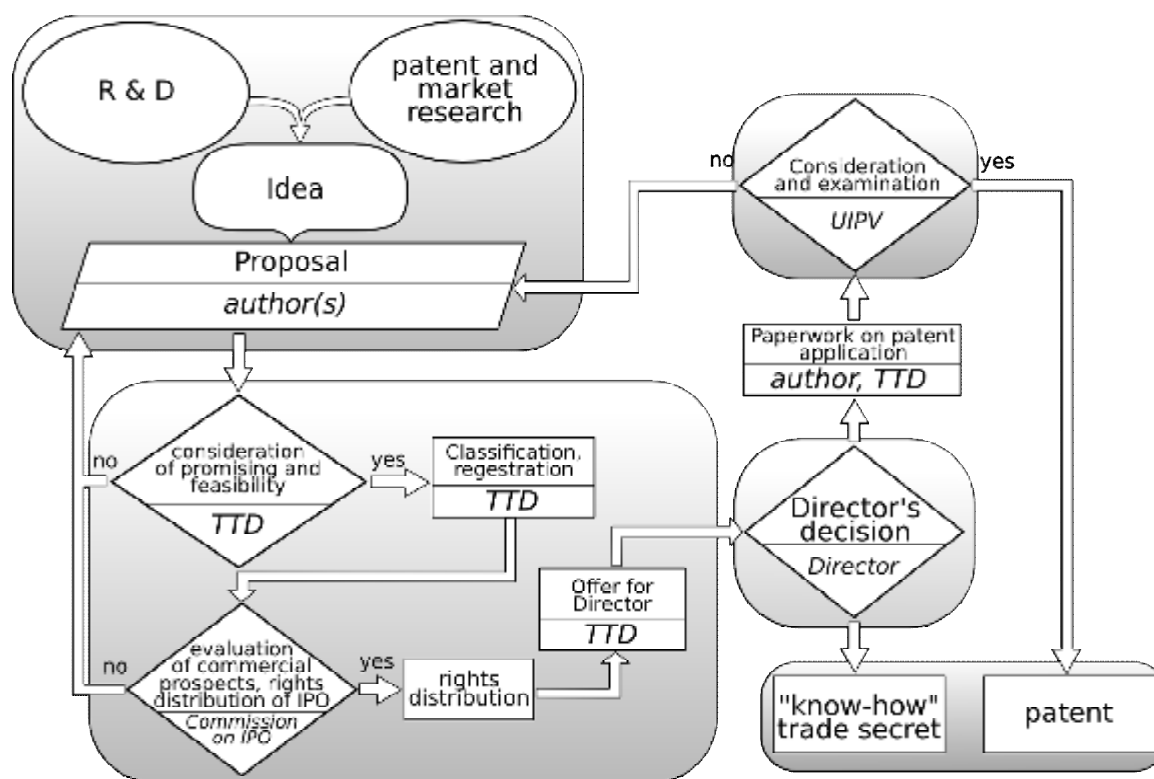 R & D
patent and
market
research
Idea
Proposal
author(s)
no
Consideration
and examination
UIPV
yes
Paperwork on patent
application
author, TTD
no
consideration
of promising and
feasibility
TTD
yes
Classification,
regestration
TTD
Director's
decision
Director
Offer for
Director
TTD
no
evaluation
of commercial
prospects, rights
distribution of IPO
Commission
on IPO
yes
rights
distribution
"know-how"
trade secret
patent